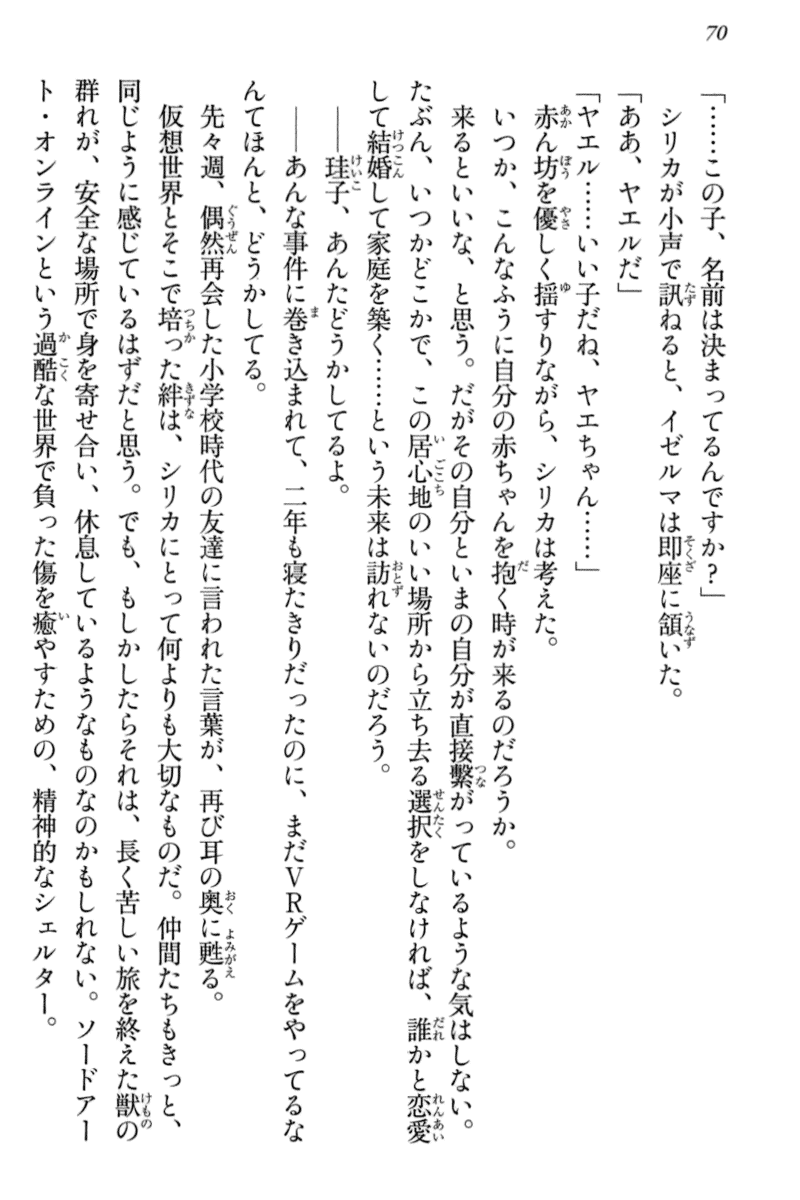 70
「……この子、名前は決まってるんですか?」
シリカが小声で訊ねると、イゼルマは即座に頷いた。
「ああ、ヤエルだ」
「ヤエル……いい子だね、ヤエちゃん……」
赤ん坊を優しく揺すりながら、シリカは考えた。
いつか、こんなふうに自分の赤ちゃんを抱く時が来るのだろうか。
来るといいな、と思う。だがその自分といまの自分が直接繋がっているような気はしない。
たぶん、いつかどこかで、この居心地のいい場所から立ち去る選択をしなければ、誰かと恋愛
して結婚して家庭を築く……という未来は訪れないのだろう。
――珪子、あんたどうかしてるよ。
――あんな事件に巻き込まれて、二年も寝たきりだったのに、まだVRゲームをやってるな
んてほんと、どうかしてる。
先々週、偶然再会した小学校時代の友達に言われた言葉が、再び耳の奥に甦る。
仮想世界とそこで培った絆は、シリカにとって何よりも大切なものだ。仲間たちもきっと、
同じように感じているはずだと思う。でも、もしかしたらそれは、長く苦しい旅を終えた獣の
群れが、安全な場所で身を寄せ合い、休息しているようなものなのかもしれない。ソードアー
ト・オンラインという過酷な世界で負った傷を癒やすための、精神的なシェルター。